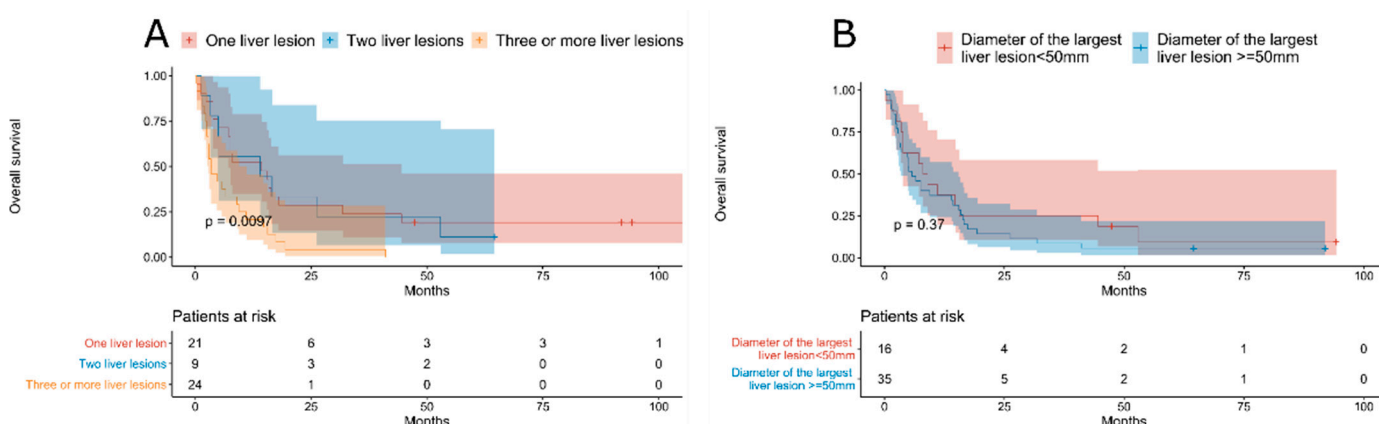 A
One liver lesion Two liver lesions Three or more liver lesions
Overall survival
1.00
0.75
0.50
0.25
0.00
p = 0.0097
0 25 50 75 100
Months
Patients at risk
One liver lesion 21 6 3 3 1
Two liver lesions 9 3 2 0 0
Three or more liver lesions 24 1 0 0 0
0 25 50 75 100
Months
B
Diameter of the largest
liver lesion<50mm
Diameter of the largest
liver lesion >=50mm
Overall survival
1.00
0.75
0.50
0.25
0.00
p = 0.37
0 25 50 75 100
Months
Patients at risk
Diameter of the largest
liver lesion<50mm 16 4 2 1 0
Diameter of the largest
liver lesion >=50mm 35 5 2 1 0
0 25 50 75 100
Months